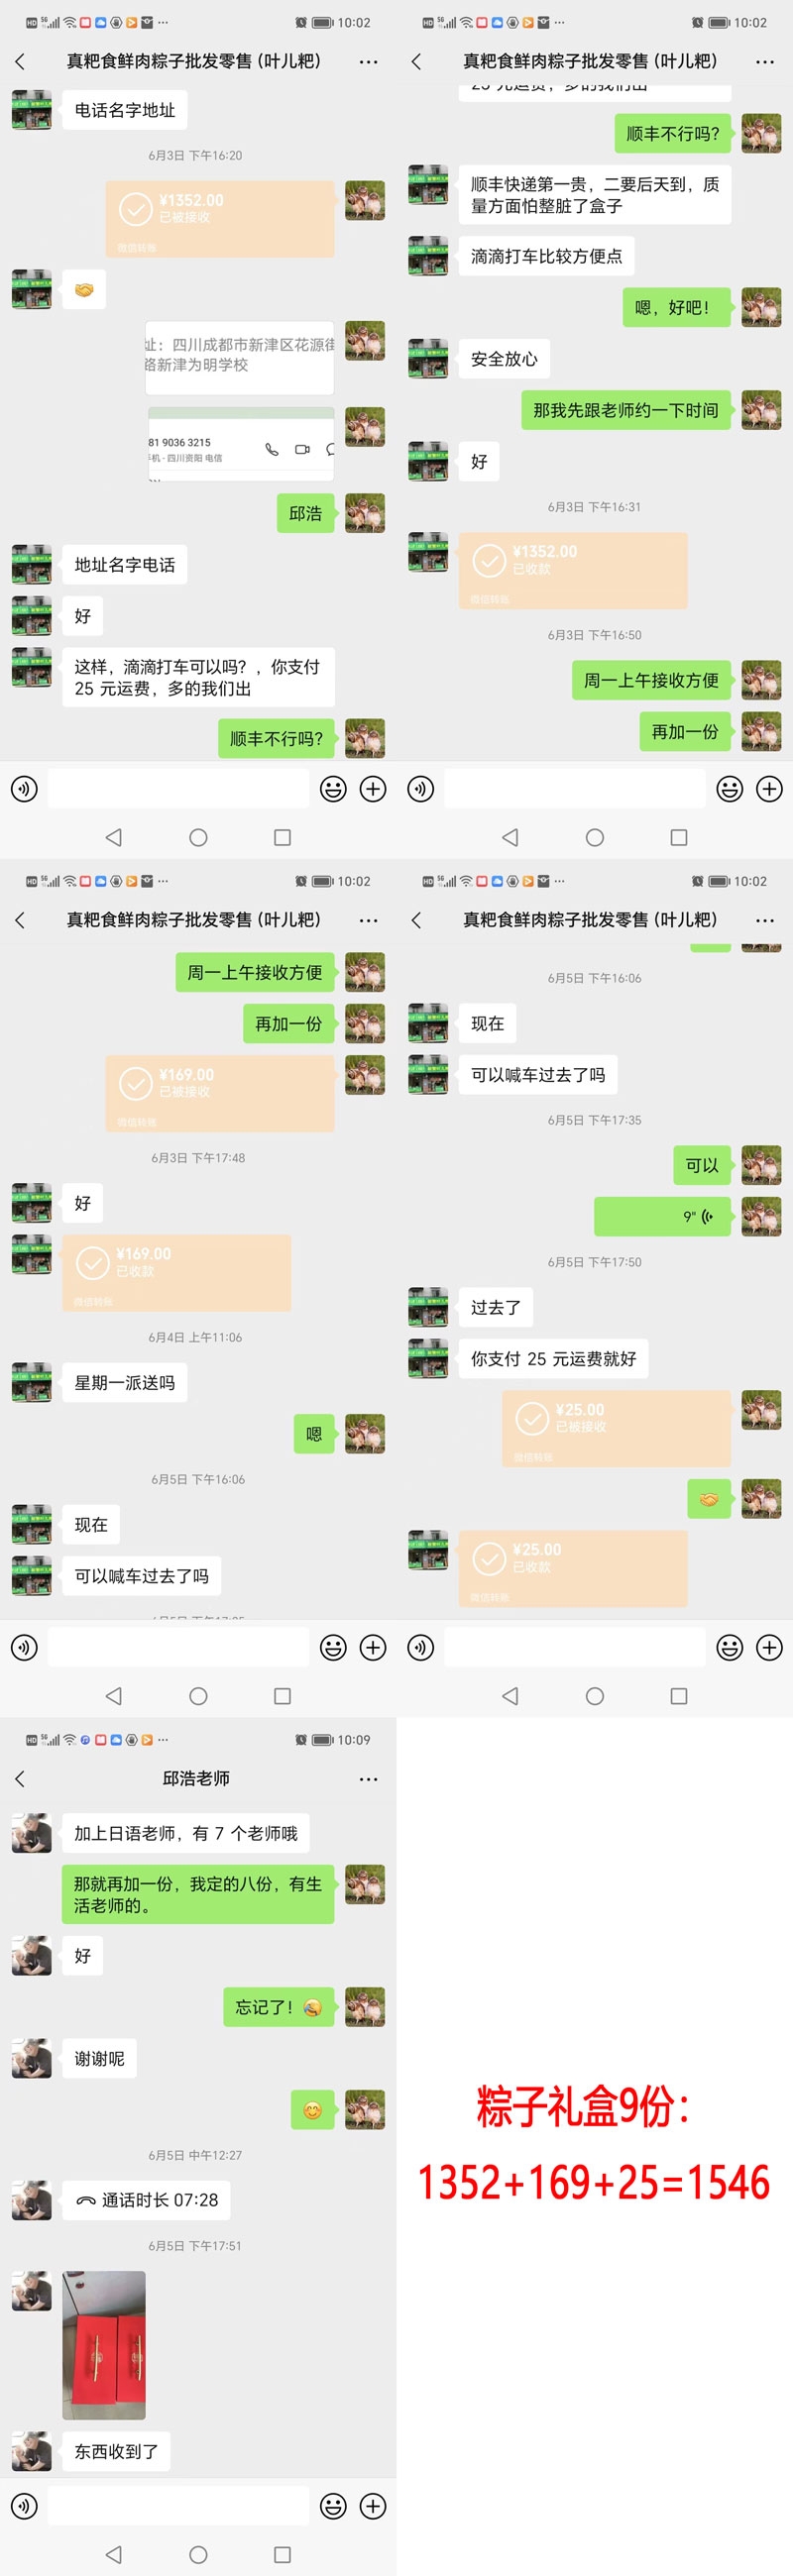 10:02
真粑食鲜肉粽子批发零售 (叶儿粑)
电话名字地址
6月3日 下午16:20
¥1352.00
已被接收
微信转账
址：四川成都市新津区花源街
路新津为明学校
81 9036 3215
机 - 四川资阳 电信
邱浩
地址名字电话
好
这样，滴滴打车可以吗？，你支付
25 元运费，多的我们出
顺丰不行吗？
10:02
真粑食鲜肉粽子批发零售 (叶儿粑)
25 元运费，多的我们出
顺丰不行吗？
顺丰快递第一贵，二要后天到，质
量方面怕整脏了盒子
滴滴打车比较方便点
嗯，好吧！
安全放心
那我先跟老师约一下时间
好
6月3日 下午16:31
¥1352.00
已收款
微信转账
6月3日 下午16:50
周一上午接收方便
再加一份
10:02
真粑食鲜肉粽子批发零售 (叶儿粑)
周一上午接收方便
再加一份
¥169.00
已被接收
微信转账
6月3日 下午17:48
好
¥169.00
已收款
微信转账
6月4日 上午11:06
星期一派送吗
嗯
6月5日 下午16:06
现在
可以喊车过去了吗
10:02
真粑食鲜肉粽子批发零售 (叶儿粑)
6月5日 下午16:06
现在
可以喊车过去了吗
6月5日 下午17:35
可以
9"
6月5日 下午17:50
过去了
你支付 25 元运费就好
¥25.00
已被接收
微信转账
¥25.00
已收款
微信转账
10:09
邱浩老师
加上日语老师，有 7 个老师哦
那就再加一份，我定的八份，有生
活老师的。
好
忘记了！
谢谢呢
6月5日 中午12:27
通话时长 07:28
6月5日 下午17:51
东西收到了
粽子礼盒9份：
1352+169+25=1546